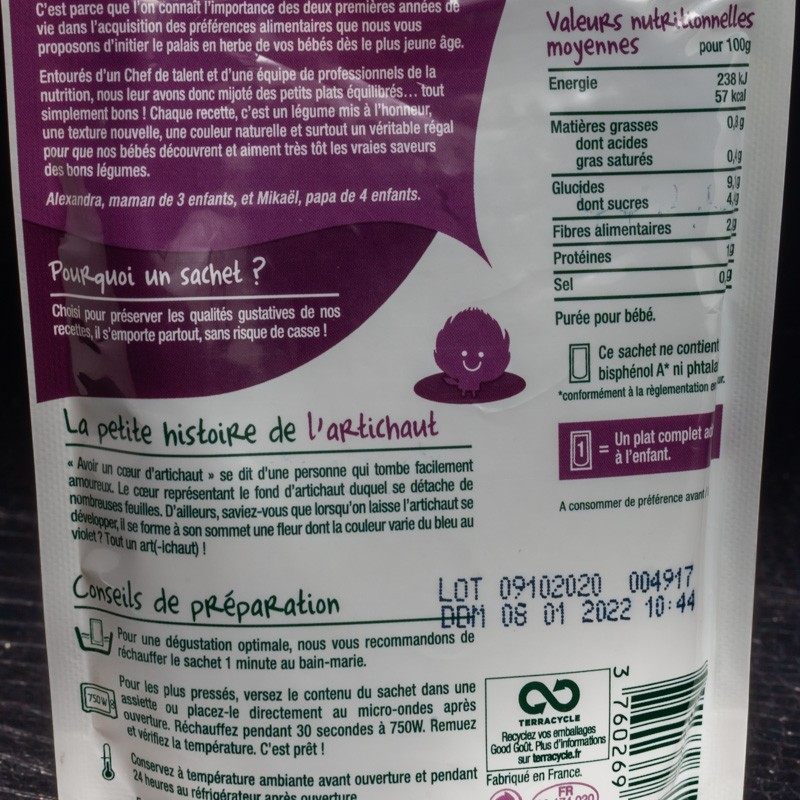 C'est parce que l'on connaît l'importance des deux premières années de
vie dans l'acquisition des préférences alimentaires que nous vous
proposons d'initier le palais en herbe de vos bébés dès le plus jeune âge.
Entourés d'un Chef de talent et d'une équipe de professionnels de la
nutrition, nous leur avons donc mijoté des petits plats équilibrés... tout
simplement bons ! Chaque recette, c'est un légume mis à l'honneur,
une texture nouvelle, une couleur naturelle et surtout un véritable régal
pour que nos bébés découvrent et aiment très tôt les vraies saveurs
des bons légumes.
Alexandra, maman de 3 enfants, et Mikaël, papa de 4 enfants.
Pourquoi un sachet ?
Choisi pour préserver les qualités gustatives de nos
recettes, il s'emporte partout, sans risque de casse !
La petite histoire de l'artichaut
« Avoir un cœur d'artichaut » se dit d'une personne qui tombe facilement
amoureux. Le cœur représentant le fond d'artichaut duquel se détache de
nombreuses feuilles. D'ailleurs, saviez-vous que lorsqu'on laisse l'artichaut se
développer, il se forme à son sommet une fleur dont la couleur varie du bleu au
violet ? Tout un art(-ichaut) !
Conseils de préparation
Pour une dégustation optimale, nous vous recommandons de
réchauffer le sachet 1 minute au bain-marie.
750W
Pour les plus pressés, versez le contenu du sachet dans une
assiette ou placez-le directement au micro-ondes après
ouverture. Réchauffez pendant 30 secondes à 750W. Remuez
et vérifiez la température. C'est prêt !
Conservez à température ambiante avant ouverture et pendant
24 heures au réfrigérateur après ouverture.
Valeurs nutritionnelles
moyennes pour 100g
Energie 238 kJ
57 kcal
Matières grasses 0,8g
dont acides
gras saturés
Glucides
dont sucres
Fibres alimentaires 2g
Protéines 1g
Sel
Purée pour bébé.
Ce sachet ne contient
bisphénol A* ni phtala
*conformément à la règlementation
1 = Un plat complet
à l'enfant.
A consommer de préférence avant
LOT 09102020 004917
DDM 08 01 2022 10:44
TERRACYCLE
Recyclez vos emballages
Good Goût. Plus d'informations
sur terracycle.fr
Fabriqué en France.
FR
3 760269